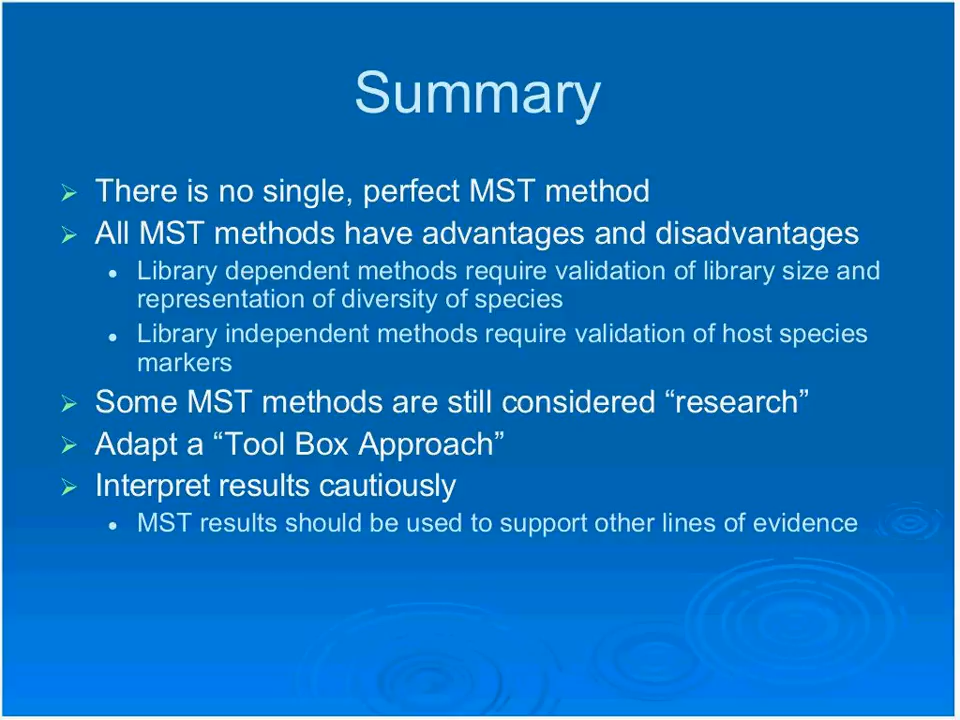 Summary
There is no single, perfect MST method
All MST methods have advantages and disadvantages
Library dependent methods require validation of library size and
representation of diversity of species
Library independent methods require validation of host species
markers
Some MST methods are still considered “research”
Adapt a “Tool Box Approach”
Interpret results cautiously
MST results should be used to support other lines of evidence